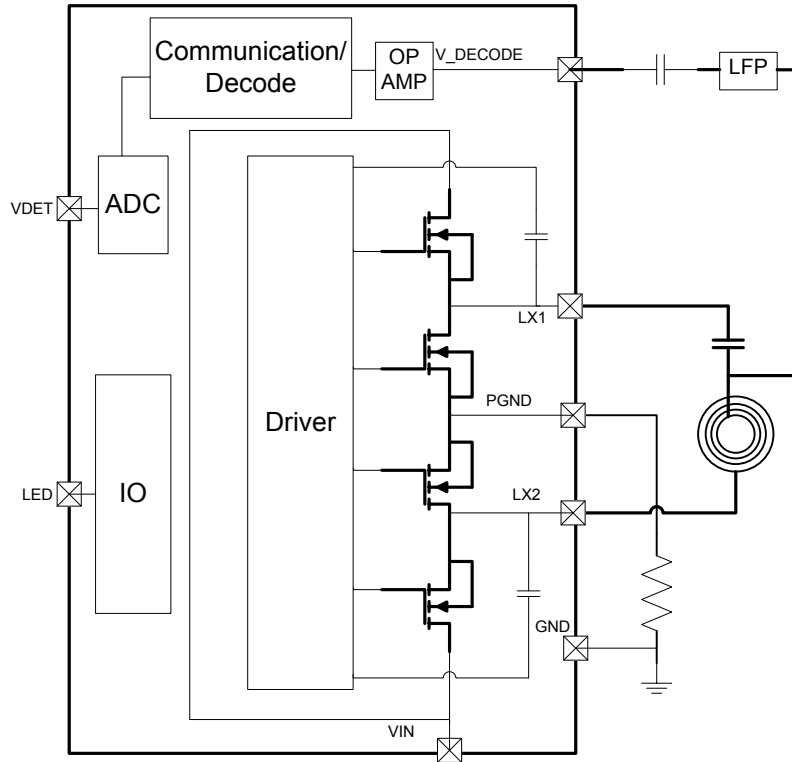 Communication/
Decode
OP
AMP
V_DECODE
LFP
VDET
ADC
LX1
Driver
PGND
LED
IO
LX2
GND
VIN